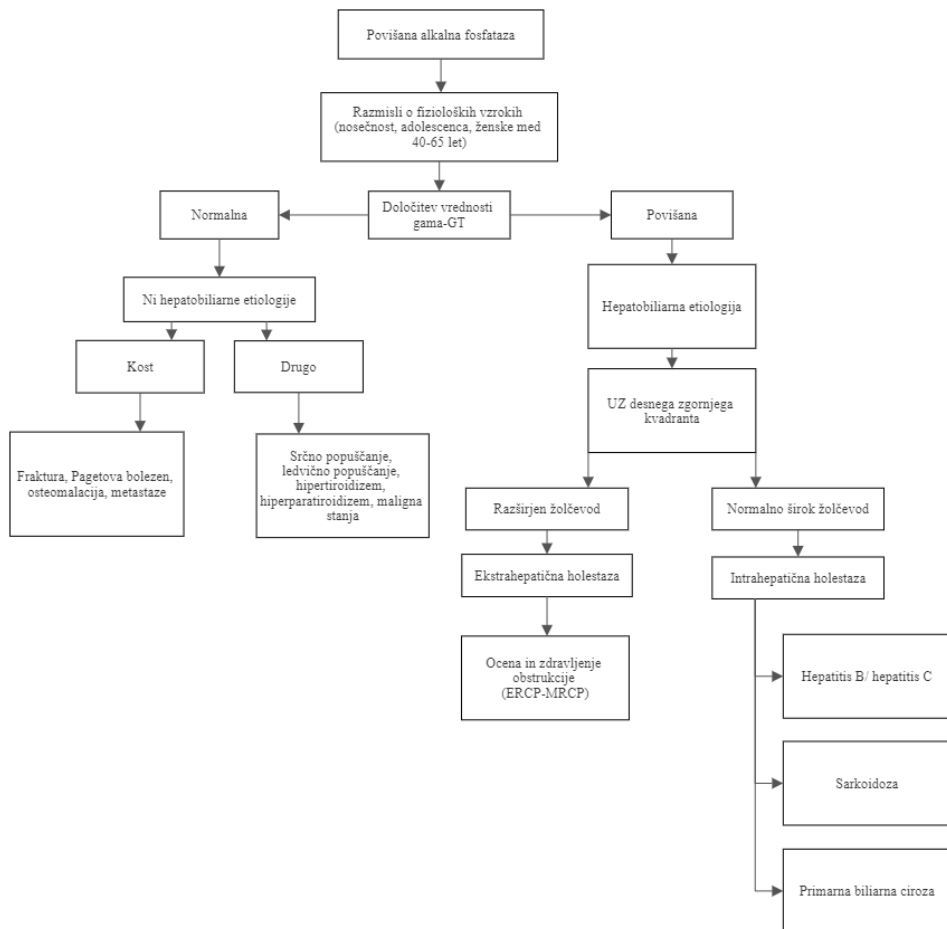 Povišana alkalna fosfataza
Razmisli o fizioloških vzrokih
(nosečnost, adolescenca, ženske med
40-65 let)
Normalna
Določitev vrednosti
gama-GT
Povišana
Ni hepatobiliarne etiologije
Hepatobiliarna etiologija
Kost
Drugo
UZ desnega zgornjega
kvadranta
Fraktura, Pagetova bolezen,
osteomalacija, metastaze
Srčno popuščanje,
ledvično popuščanje,
hipertiroidizem,
hiperparatiroidizem, maligna
stanja
Razširjen žolčevod
Normalno širok žolčevod
Ekstrahepatična holestaza
Intrahepatična holestaza
Ocena in zdravljenje
obstrukcije
(ERCP-MRCP)
Hepatitis B/ hepatitis C
Sarkoidoza
Primarna biliarna ciroza